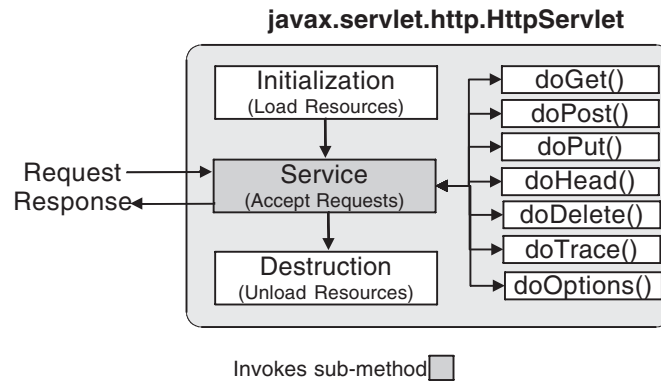 javax.servlet.http.HttpServlet
Initialization
(Load Resources)
Request
Response
Service
(Accept Requests)
Destruction
(Unload Resources)
doGet()
doPost()
doPut()
doHead()
doDelete()
doTrace()
doOptions()
Invokes sub-method